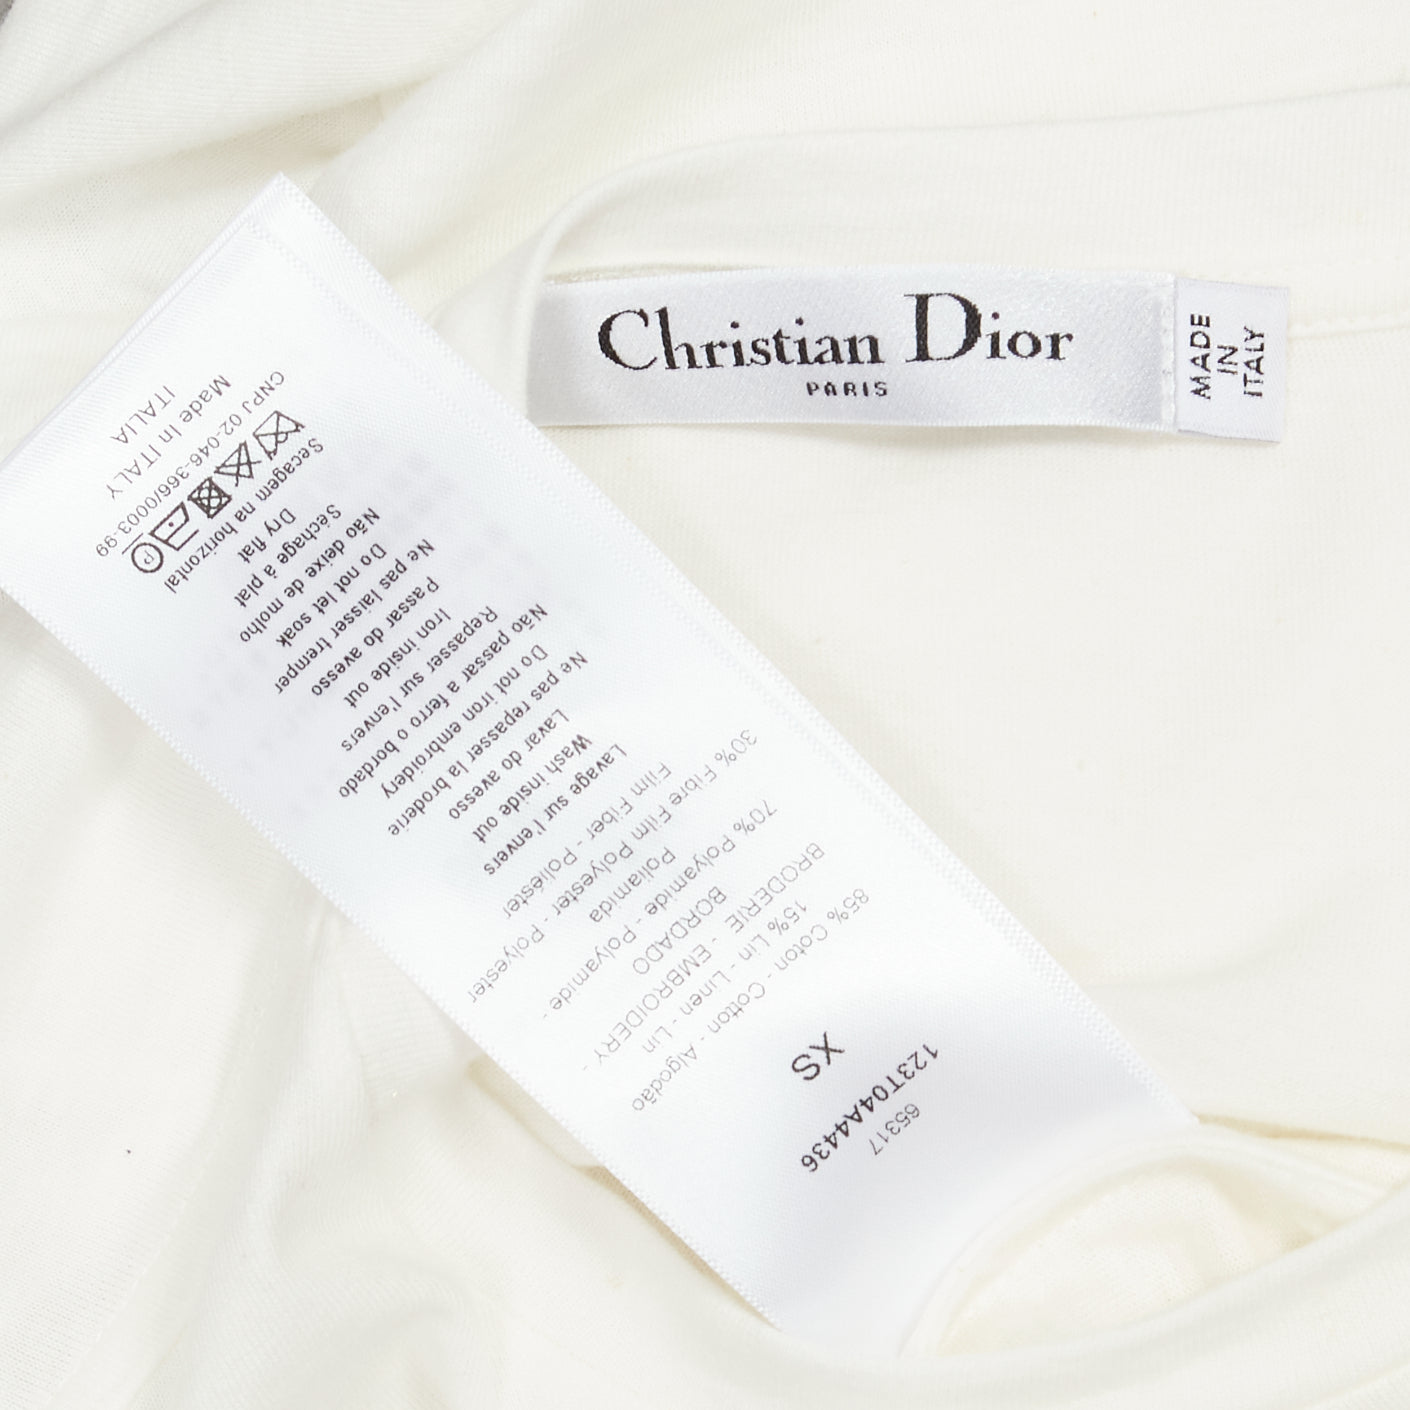 Christian Dior
PARIS
MADE
IN
ITALY
65317
123T04A4436
XS
85% Coton - Cotton - Algodão
15% Lin - Linen - Lin
BRODERIE - EMBROIDERY -
BORDADO
70% Polyamide - Polyamide -
Poliamida
30% Fibre Film Polyester - Polyester
Film Fiber - Poliéster
Lavage sur l'envers
Wash inside out
Lavar do avesso
Ne pas repasser la broderie
Do not iron embroidery
Não passar a ferro o bordado
Repasser sur l'envers
Iron inside out
Passar do avesso
Ne pas laisser tremper
Do not let soak
Não deixe de molho
Séchage à plat
Dry flat
Secagem na horizontal
P
CNPJ 02-046-366/0003-99
Made In ITALY
ITALIA